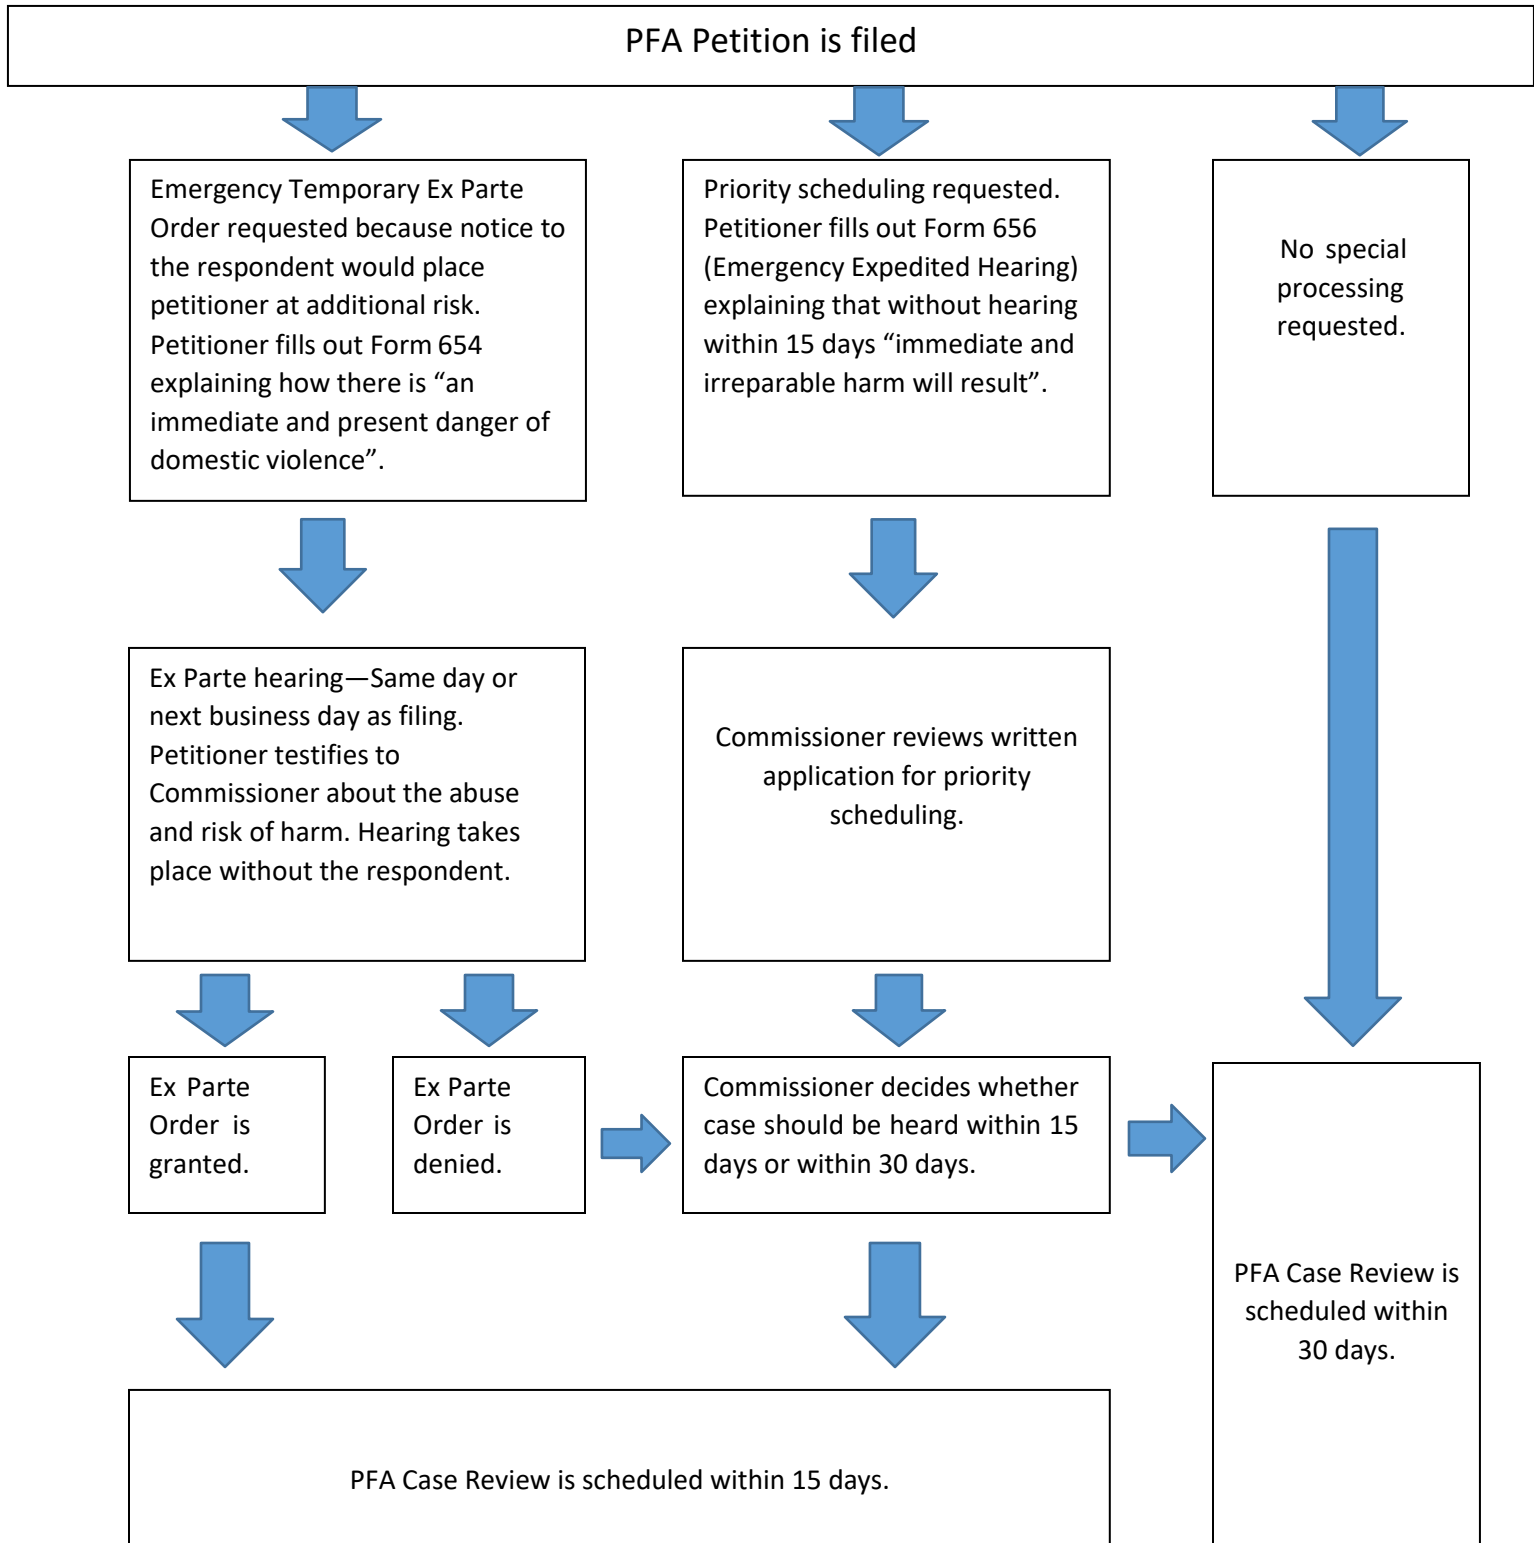 PFA Petition is filed
Emergency Temporary Ex Parte
Order requested because notice to
the respondent would place
petitioner at additional risk.
Petitioner fills out Form 654
explaining how there is “an
immediate and present danger of
domestic violence”.
Priority scheduling requested.
Petitioner fills out Form 656
(Emergency Expedited Hearing)
explaining that without hearing
within 15 days “immediate and
irreparable harm will result”.
No special
processing
requested.
Ex Parte hearing—Same day or
next business day as filing.
Petitioner testifies to
Commissioner about the abuse
and risk of harm. Hearing takes
place without the respondent.
Commissioner reviews written
application for priority
scheduling.
Ex Parte
Order is
granted.
Ex Parte
Order is
denied.
Commissioner decides whether
case should be heard within 15
days or within 30 days.
PFA Case Review is
scheduled within
30 days.
PFA Case Review is scheduled within 15 days.